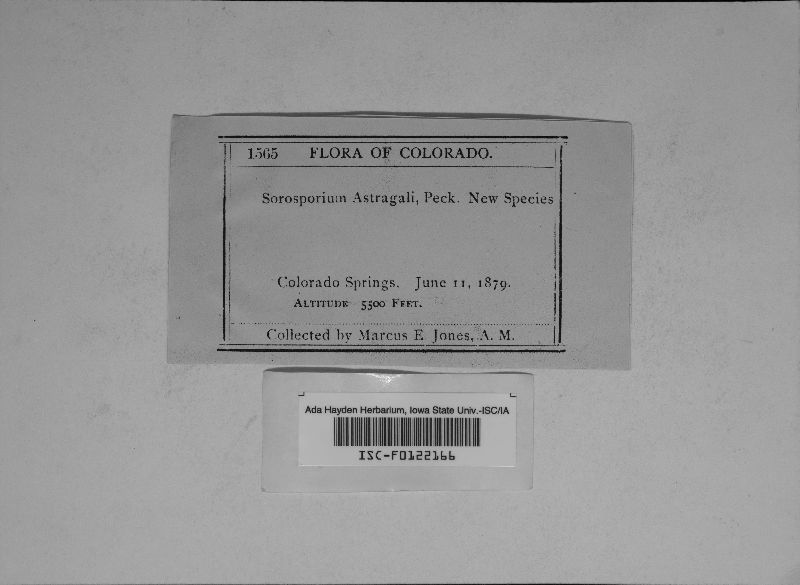 1565 FLORA OF COLORADO.
Sorosporium Astragali, Peck. New Species
Colorado Springs. June 11, 1879.
ALTITUDE 5500 FEET.
Collected by Marcus E Jones, A. M.
Ada Hayden Herbarium, Iowa State Univ.-ISC/IA
ISC-F0122166